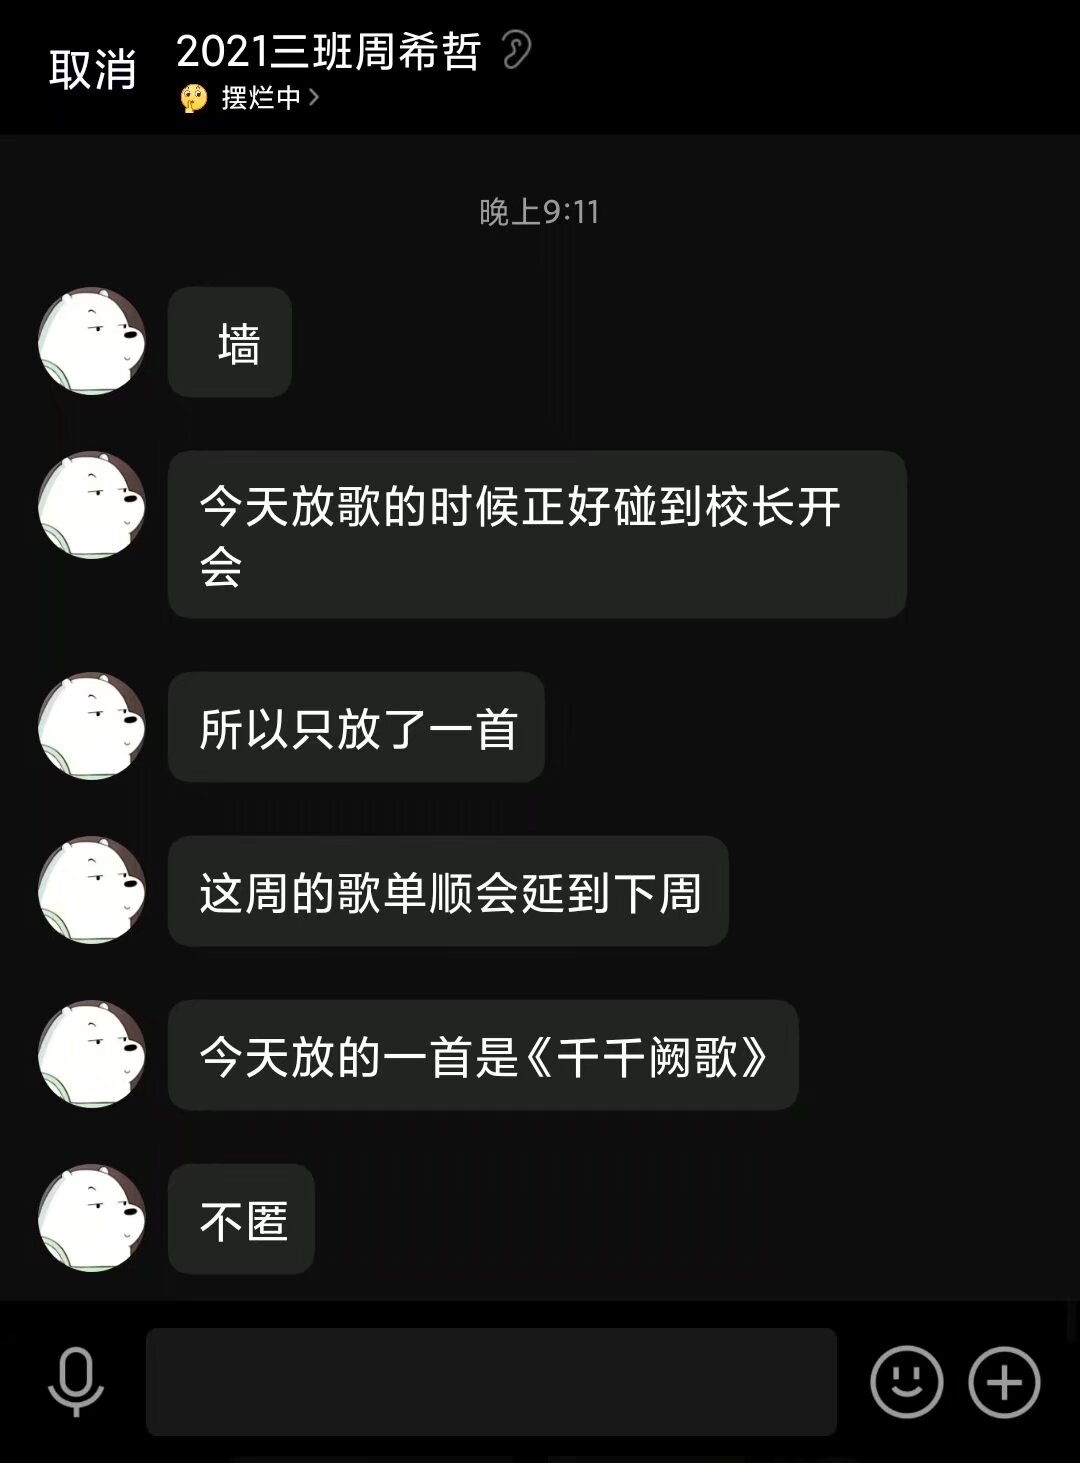 取消
2021三班周希哲
摆烂中
晚上9:11
墙
今天放歌的时候正好碰到校长开
会
所以只放了一首
这周的歌单顺会延到下周
今天放的一首是《千千阙歌》
不匿